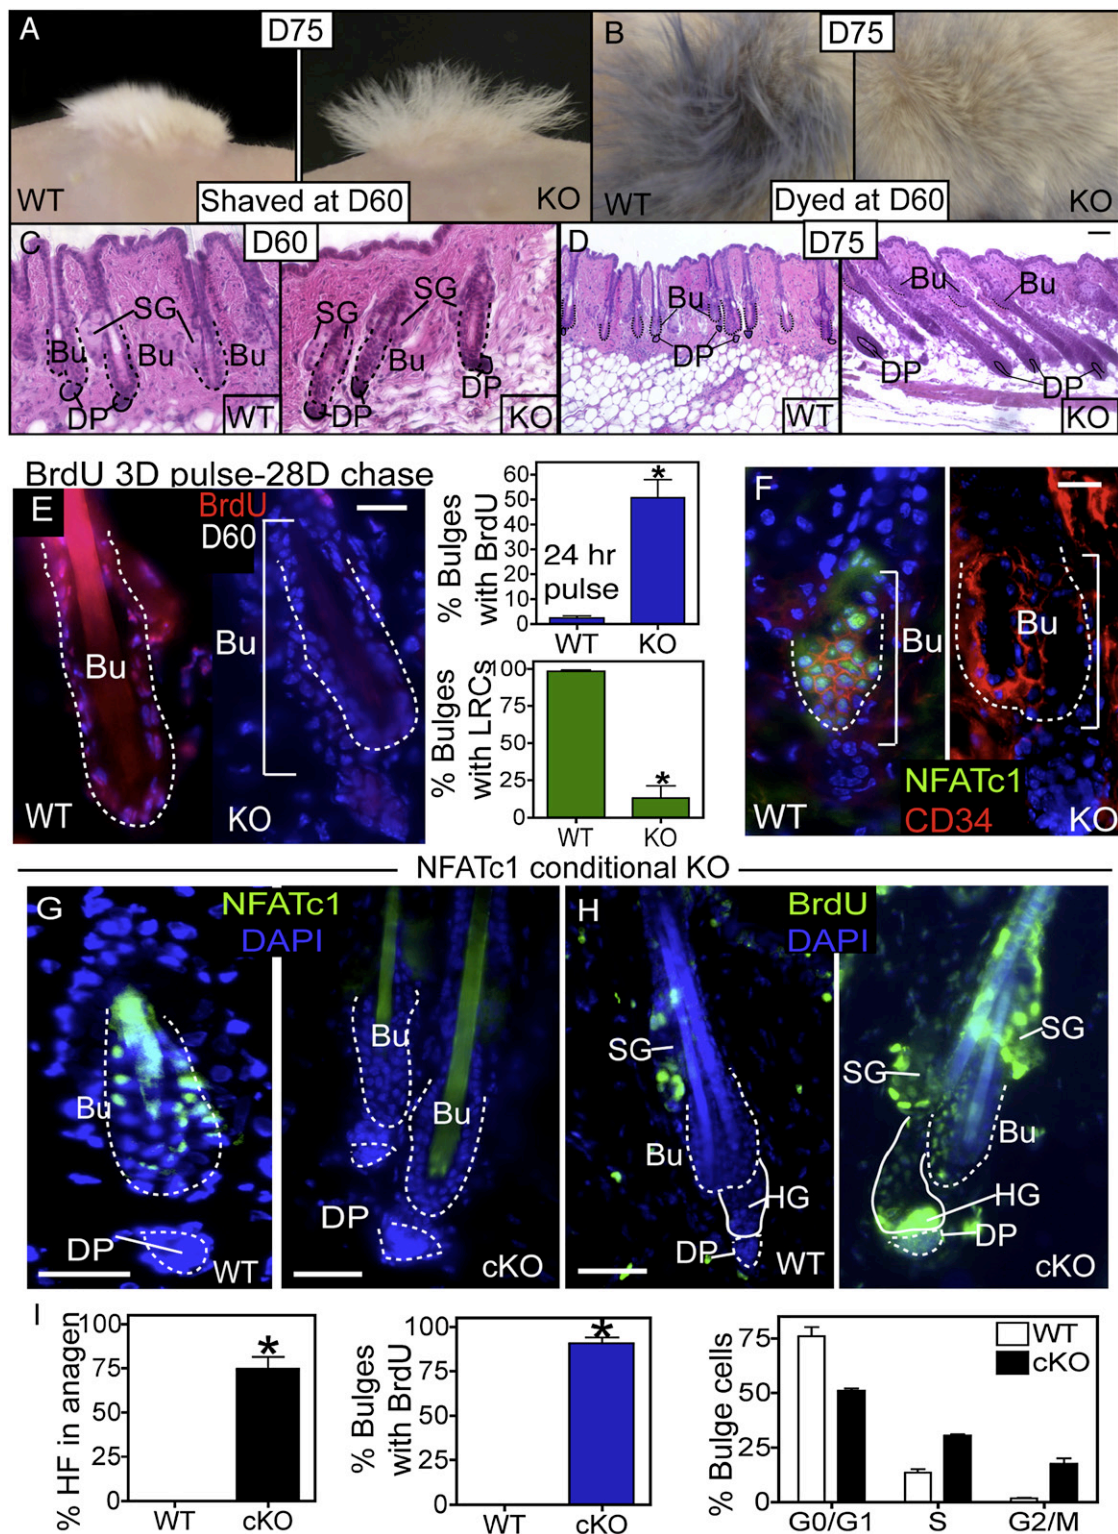 A
D75
B
D75
WT
Shaved at D60
KO
WT
Dyed at D60
KO
C
D60
D
D75
SG
SG
SG
Bu
Bu
Bu
Bu
DP
DP
DP
WT
KO
Bu
Bu
Bu
DP
DP
DP
WT
KO
BrdU 3D pulse-28D chase
E
BrdU
D60
Bu
Bu
WT
KO
% Bulges
with BrdU
60
50
40
30
20
10
0
24 hr
pulse
*
WT
KO
% Bulges
with LRCs
100
75
50
25
0
*
WT
KO
F
Bu
Bu
NFATc1
CD34
WT
KO
NFATc1 conditional KO
G
NFATc1
DAPI
Bu
Bu
Bu
DP
DP
WT
cKO
H
BrdU
DAPI
SG
SG
SG
Bu
Bu
HG
HG
DP
DP
WT
cKO
I
% HF in anagen
100
75
50
25
0
*
WT
cKO
% Bulges
with BrdU
100
75
50
25
0
*
WT
cKO
% Bulge cells
75
50
25
0
WT
cKO
G0/G1
S
G2/M